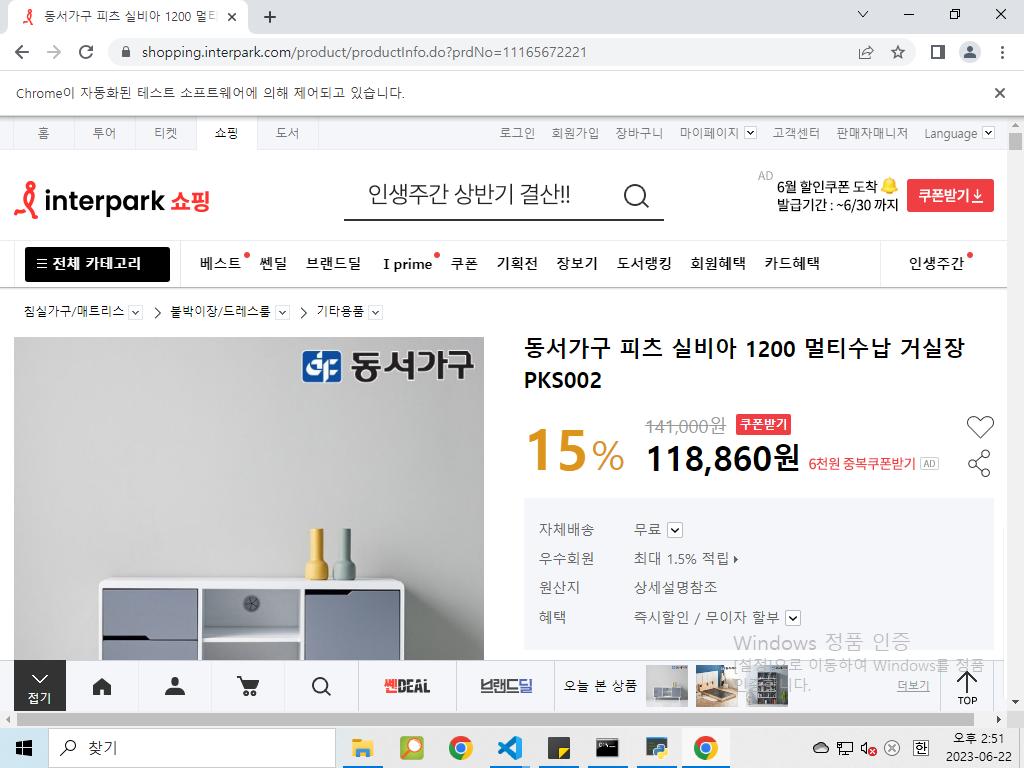 동서가구 피츠 실비아 1200 멀티
shopping.interpark.com/product/productInfo.do?prdNo=11165672221
Chrome이 자동화된 테스트 소프트웨어에 의해 제어되고 있습니다.
홈 투어 티켓 쇼핑 도서 로그인 회원가입 장바구니 마이페이지 고객센터 판매자매니저 Language
interpark 쇼핑
인생주간 상반기 결산!!
AD
6월 할인쿠폰 도착
발급기간 : ~6/30 까지
쿠폰받기
전체 카테고리 베스트 쎈딜 브랜드딜 I prime 쿠폰 기획전 장보기 도서랭킹 회원혜택 카드혜택 인생주간
침실가구/매트리스 붙박이장/드레스룸 기타용품
동서가구
동서가구 피츠 실비아 1200 멀티수납 거실장
PKS002
15%
141,000원 쿠폰받기
118,860원 6천원 중복쿠폰받기 AD
자체배송 무료
우수회원 최대 1.5% 적립
원산지 상세설명참조
혜택 즉시할인 / 무이자 할부
Windows 정품 인증
[설정]으로 이동하여 Windows를 정품
인증합니다.
접기
쎈DEAL
브랜드딜
오늘 본 상품
더보기
TOP
찾기
한
오후 2:51
2023-06-22